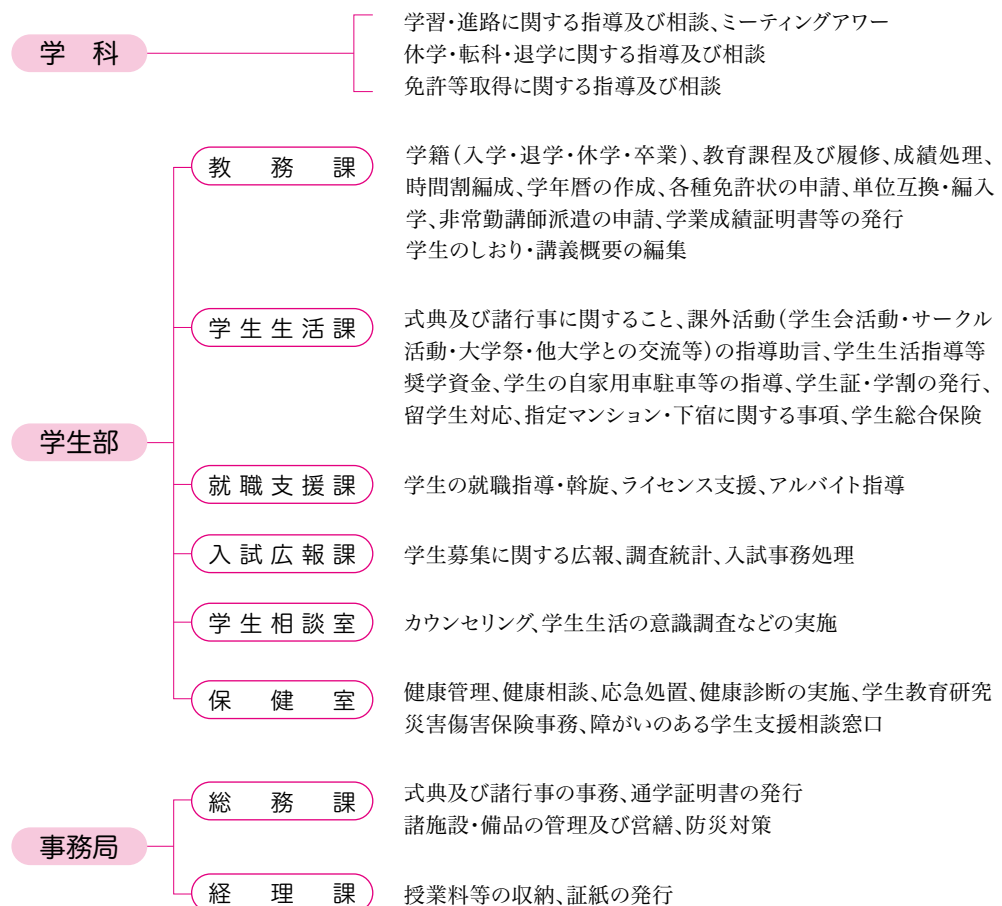 学習・進路に関する指導及び相談、ミーティングアワー
学科
休学・転科・退学に関する指導及び相談
免許等取得に関する指導及び相談
教務課
学籍(入学・退学・休学・卒業)、教育課程及び履修、成績処理、
時間割編成、学年暦の作成、各種免許状の申請、単位互換・編入
学、非常勤講師派遣の申請、学業成績証明書等の発行
学生のしおり・講義概要の編集
学生生活課
式典及び諸行事に関すること、課外活動(学生会活動・サークル
活動・大学祭・他大学との交流等)の指導助言、学生生活指導等
奨学資金、学生の自家用車駐車等の指導、学生証・学割の発行、
留学生対応、指定マンション・下宿に関する事項、学生総合保険
学生部
就職支援課
学生の就職指導・斡旋、ライセンス支援、アルバイト指導
入試広報課
学生募集に関する広報、調査統計、入試事務処理
学生相談室
カウンセリング、学生生活の意識調査などの実施
保健室
健康管理、健康相談、応急処置、健康診断の実施、学生教育研究
災害傷害保険事務、障がいのある学生支援相談窓口
総務課
式典及び諸行事の事務、通学証明書の発行
諸施設・備品の管理及び営繕、防災対策
事務局
経理課
授業料等の収納、証紙の発行